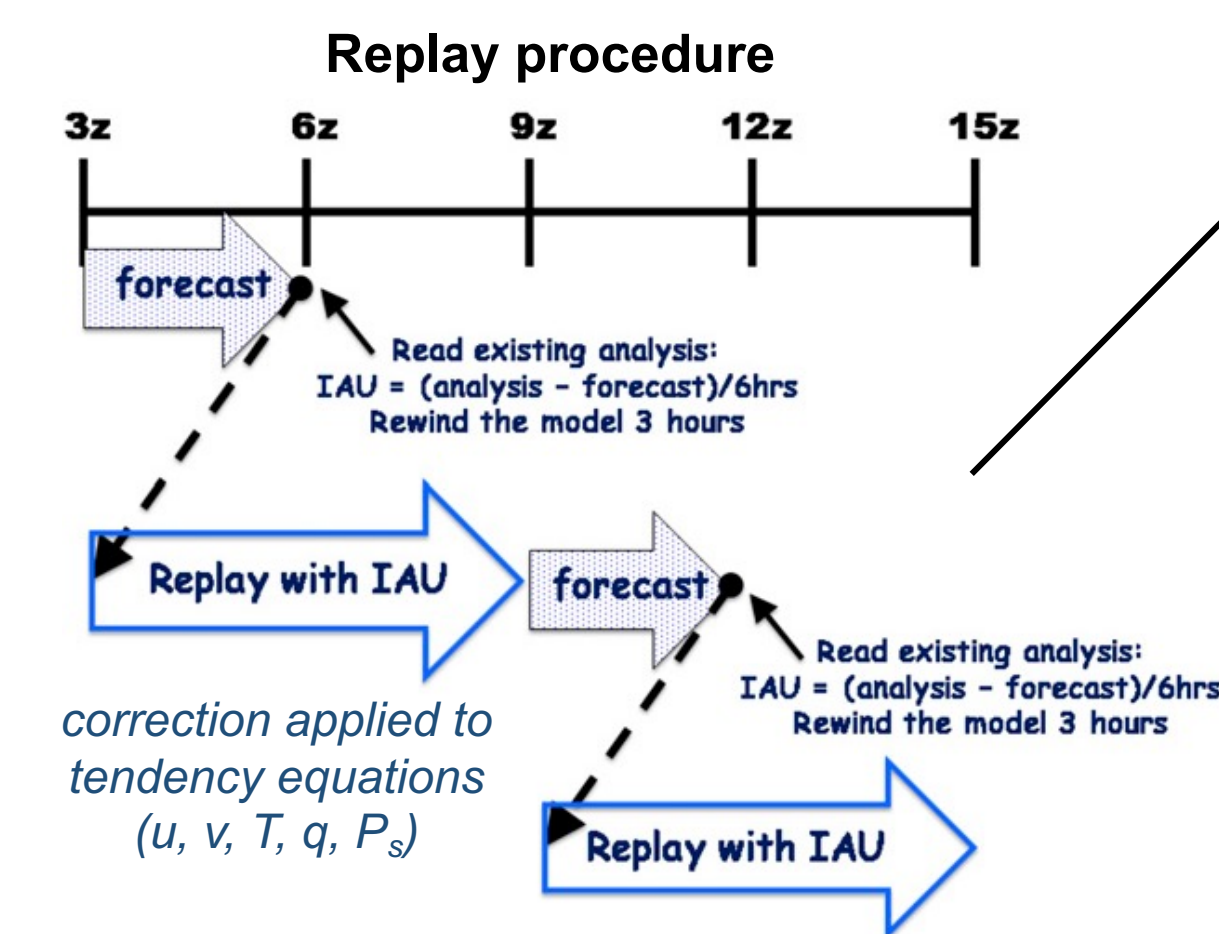 Replay procedure
3z 6z 9z 12z 15z
forecast
Read existing analysis:
IAU = (analysis - forecast)/6hrs
Rewind the model 3 hours
Replay with IAU
forecast
Read existing analysis:
IAU = (analysis - forecast)/6hrs
Rewind the model 3 hours
correction applied to
tendency equations
(u, v, T, q, Pₛ)
Replay with IAU